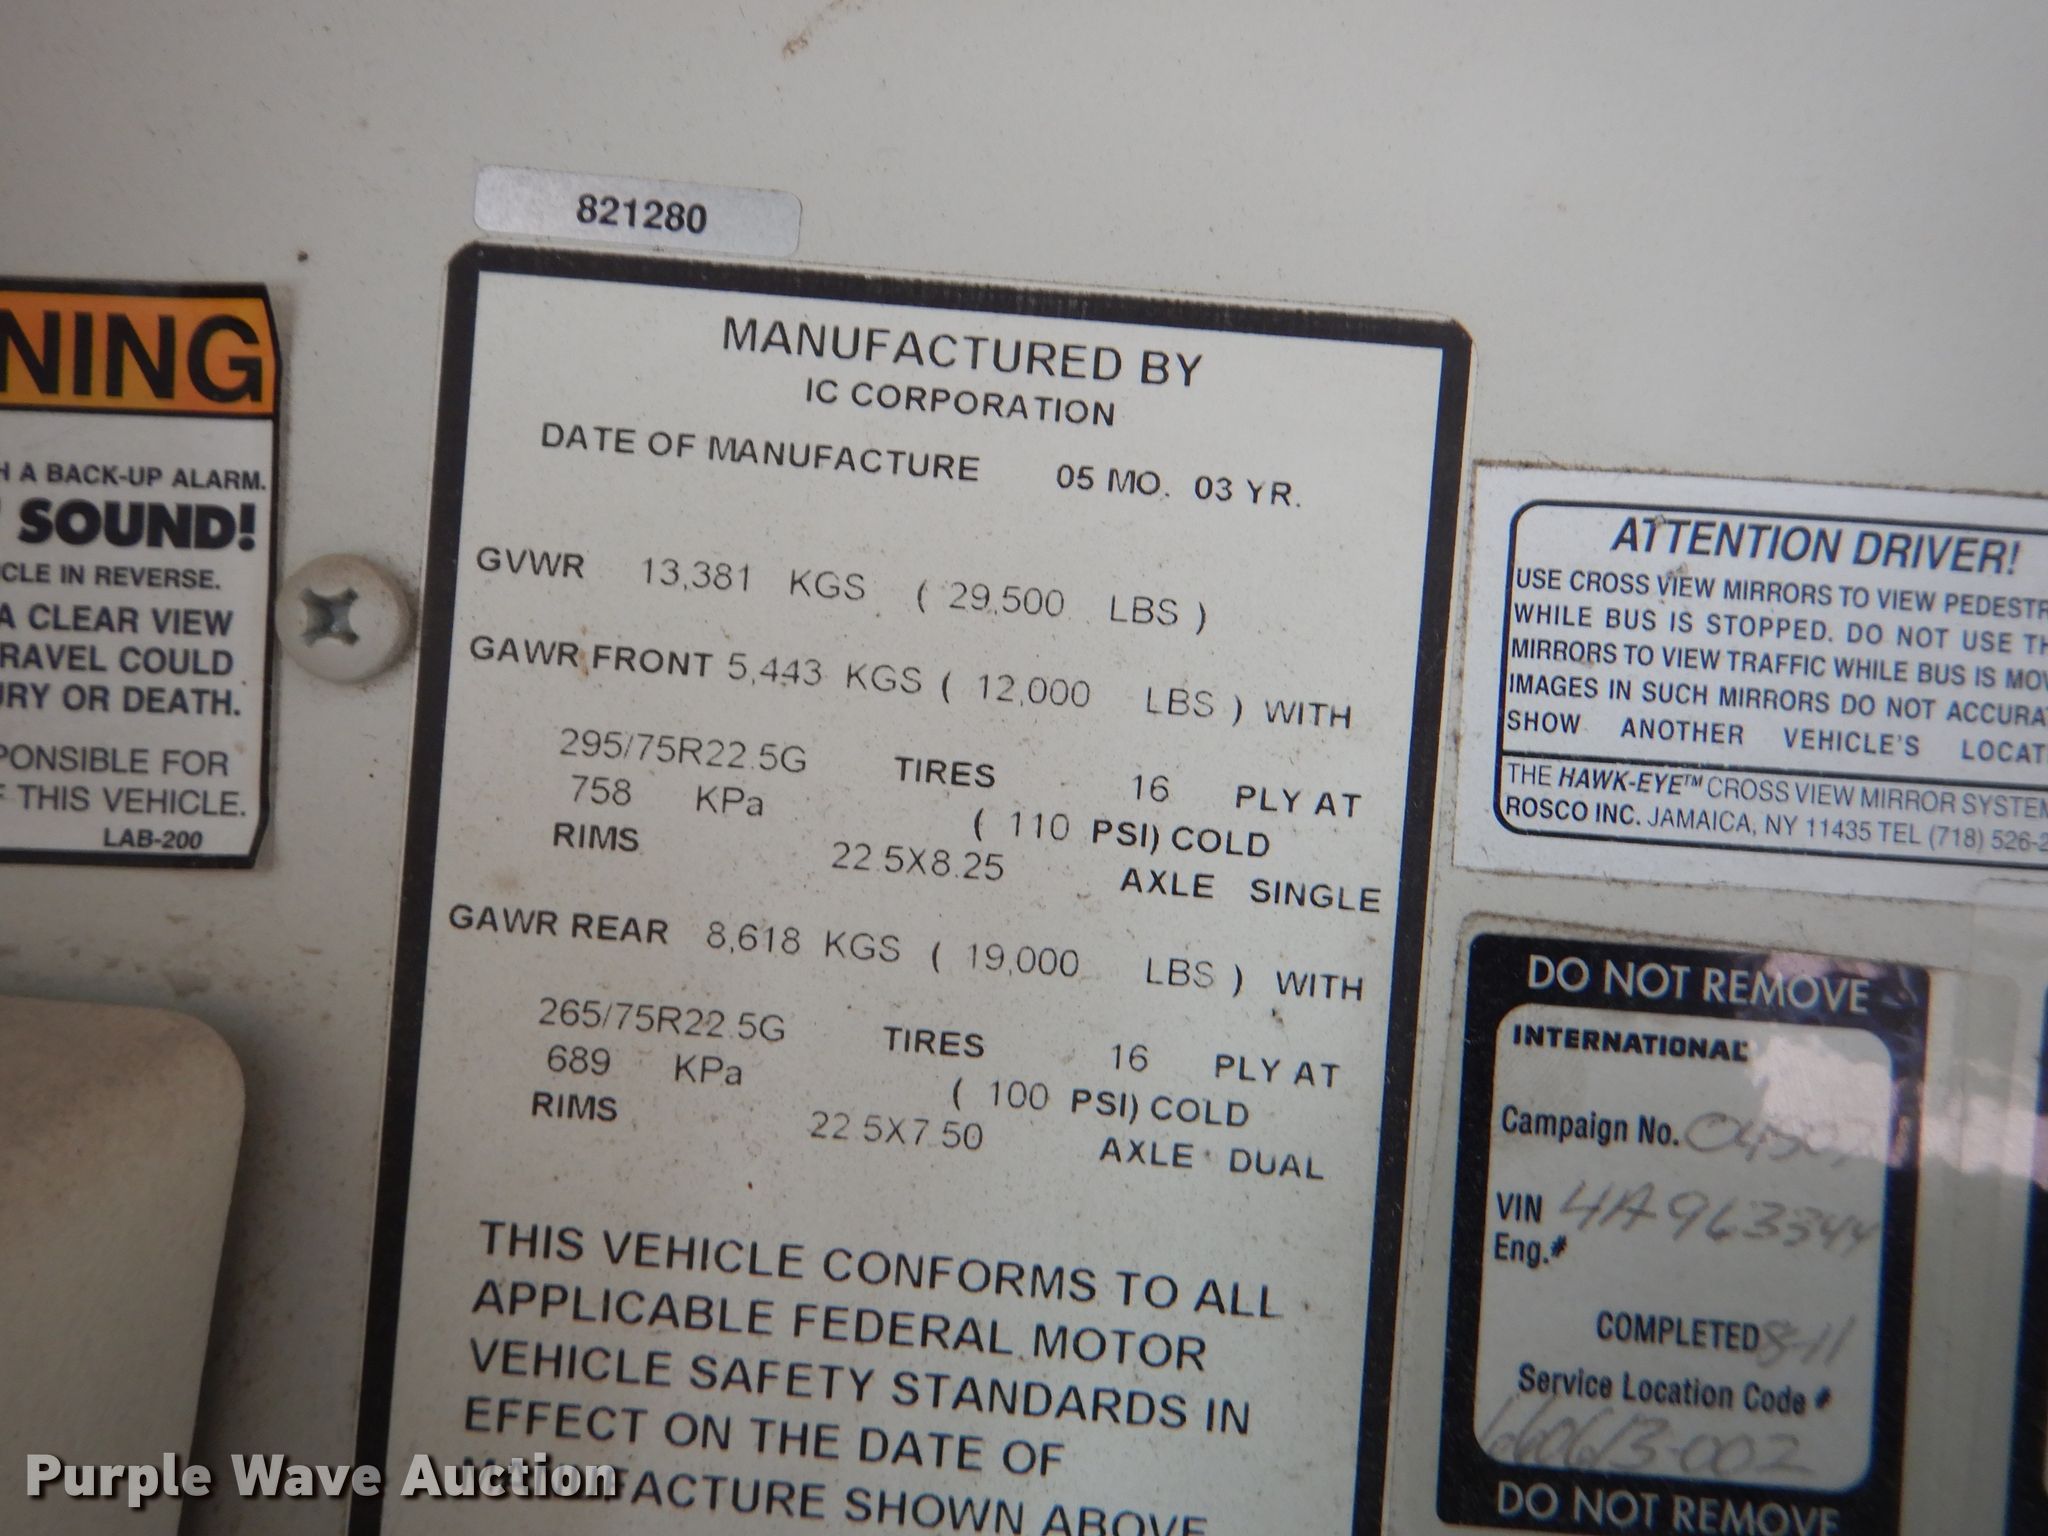 821280
NING
H A BACK-UP ALARM.
SOUND!
CLE IN REVERSE.
A CLEAR VIEW
RAVEL COULD
URY OR DEATH.
PONSIBLE FOR
F THIS VEHICLE.
LAB-200
MANUFACTURED BY
IC CORPORATION
DATE OF MANUFACTURE 05 MO. 03 YR.
GVWR 13,381 KGS ( 29,500 LBS )
GAWR FRONT 5,443 KGS ( 12,000 LBS ) WITH
295/75R22.5G TIRES 16 PLY AT
758 KPa ( 110 PSI) COLD
RIMS 22.5X8.25 AXLE SINGLE
GAWR REAR 8,618 KGS ( 19,000 LBS ) WITH
265/75R22.5G TIRES 16 PLY AT
689 KPa ( 100 PSI) COLD
RIMS 22.5X7.50 AXLE DUAL
THIS VEHICLE CONFORMS TO ALL
APPLICABLE FEDERAL MOTOR
VEHICLE SAFETY STANDARDS IN
EFFECT ON THE DATE OF
MANUFACTURE SHOWN ABOVE
ATTENTION DRIVER!
USE CROSS VIEW MIRRORS TO VIEW PEDESTR
WHILE BUS IS STOPPED. DO NOT USE TH
MIRRORS TO VIEW TRAFFIC WHILE BUS IS MOV
IMAGES IN SUCH MIRRORS DO NOT ACCURA
SHOW ANOTHER VEHICLE'S LOCATI
THE HAWK-EYE™ CROSS VIEW MIRROR SYSTEM
ROSCO INC. JAMAICA, NY 11435 TEL (718) 526-2
DO NOT REMOVE
INTERNATIONAL
Campaign No.
VIN 4A963344
Eng.#
COMPLETED 8-11
Service Location Code #
660613-002
DO NOT REMOVE
Purple Wave Auction